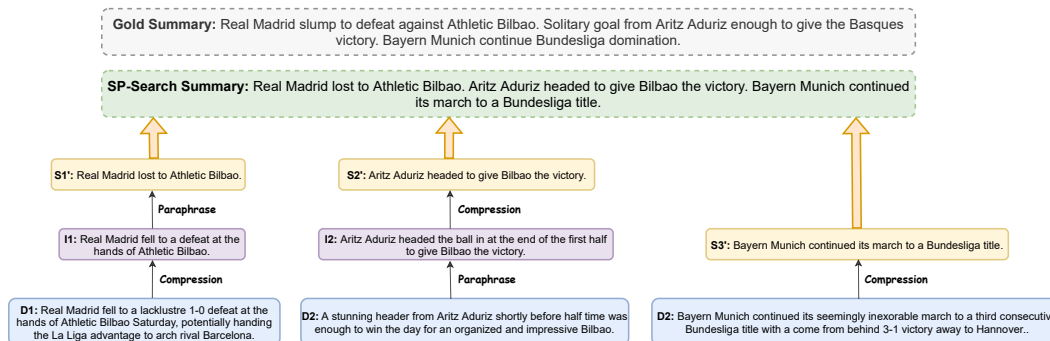 Gold Summary: Real Madrid slump to defeat against Athletic Bilbao. Solitary goal from Aritz Aduriz enough to give the Basques
victory. Bayern Munich continue Bundesliga domination.
SP-Search Summary: Real Madrid lost to Athletic Bilbao. Aritz Aduriz headed to give Bilbao the victory. Bayern Munich continued
its march to a Bundesliga title.
S1': Real Madrid lost to Athletic Bilbao.
S2': Aritz Aduriz headed to give Bilbao the victory.
Paraphrase
Compression
I1: Real Madrid fell to a defeat at the
hands of Athletic Bilbao.
I2: Aritz Aduriz headed the ball in at the end of the first half
to give Bilbao the victory.
S3': Bayern Munich continued its march to a Bundesliga title.
Compression
Paraphrase
Compression
D1: Real Madrid fell to a lacklustre 1-0 defeat at the
hands of Athletic Bilbao Saturday, potentially handing
the La Liga advantage to arch rival Barcelona.
D2: A stunning header from Aritz Aduriz shortly before half time was
enough to win the day for an organized and impressive Bilbao.
D2: Bayern Munich continued its seemingly inexorable march to a third consecutiv
Bundesliga title with a come from behind 3-1 victory away to Hannover..